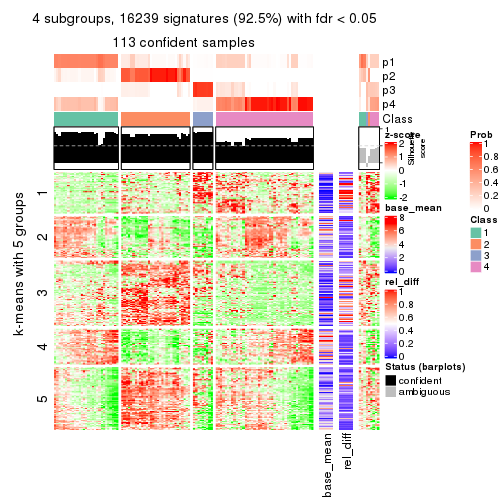 4 subgroups, 16239 signatures (92.5%) with fdr < 0.05
113 confident samples
p1
p2
p3
p4
Class
1
Silhouette
score
k-means with 5 groups
1
2
3
4
5
base_mean
rel_diff
z-score
2
1
0
-1
-2
base_mean
8
6
4
2
0
rel_diff
1
0.8
0.6
0.4
0.2
0
Status (barplots)
confident
ambiguous
Prob
1
0.8
0.6
0.4
0.2
0
Class
1
2
3
4